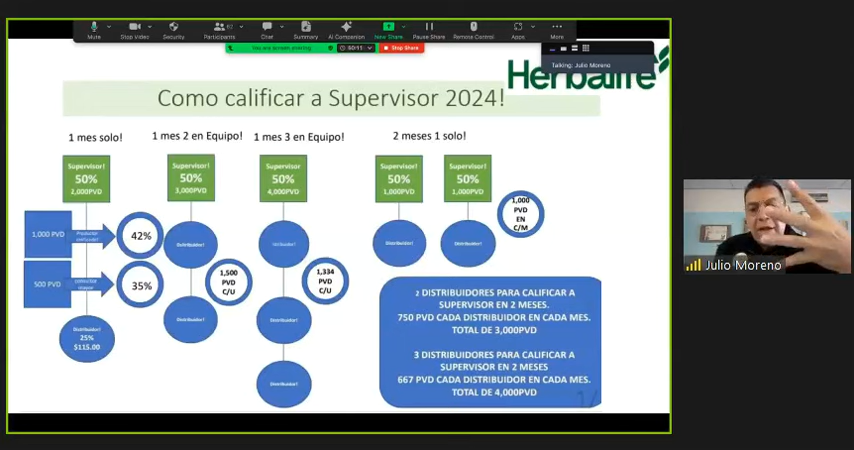 Mute
Stop Video
Security
Participants
62
Chat
Summary
AI Companion
New Share
Pause Share
Remote Control
Apps
More
You are screen sharing
Stop Share
Talking: Julio Moreno
Herbalife
Como calificar a Supervisor 2024!
1 mes solo!
1 mes 2 en Equipo!
1 mes 3 en Equipo!
2 meses 1 solo!
Supervisor!
50%
2,000PVD
Supervisor!
50%
3,000PVD
Supervisor!
50%
4,000PVD
Supervisor!
50%
1,000PVD
Supervisor!
50%
1,000PVD
1,000
PVD
EN
C/M
1,000 PVD
42%
500 PVD
35%
Distribuidor!
25%
$115.00
Distribuidor!
Distribuidor!
1,500
PVD
C/U
Distribuidor!
Distribuidor!
Distribuidor!
1,334
PVD
C/U
Distribuidor!
Distribuidor!
2 DISTRIBUIDORES PARA CALIFICAR A
SUPERVISOR EN 2 MESES.
750 PVD CADA DISTRIBUIDOR EN CADA MES.
TOTAL DE 3,000PVD
3 DISTRIBUIDORES PARA CALIFICAR A
SUPERVISOR EN 2 MESES
667 PVD CADA DISTRIBUIDOR EN CADA MES.
TOTAL DE 4,000PVD
Julio Moreno